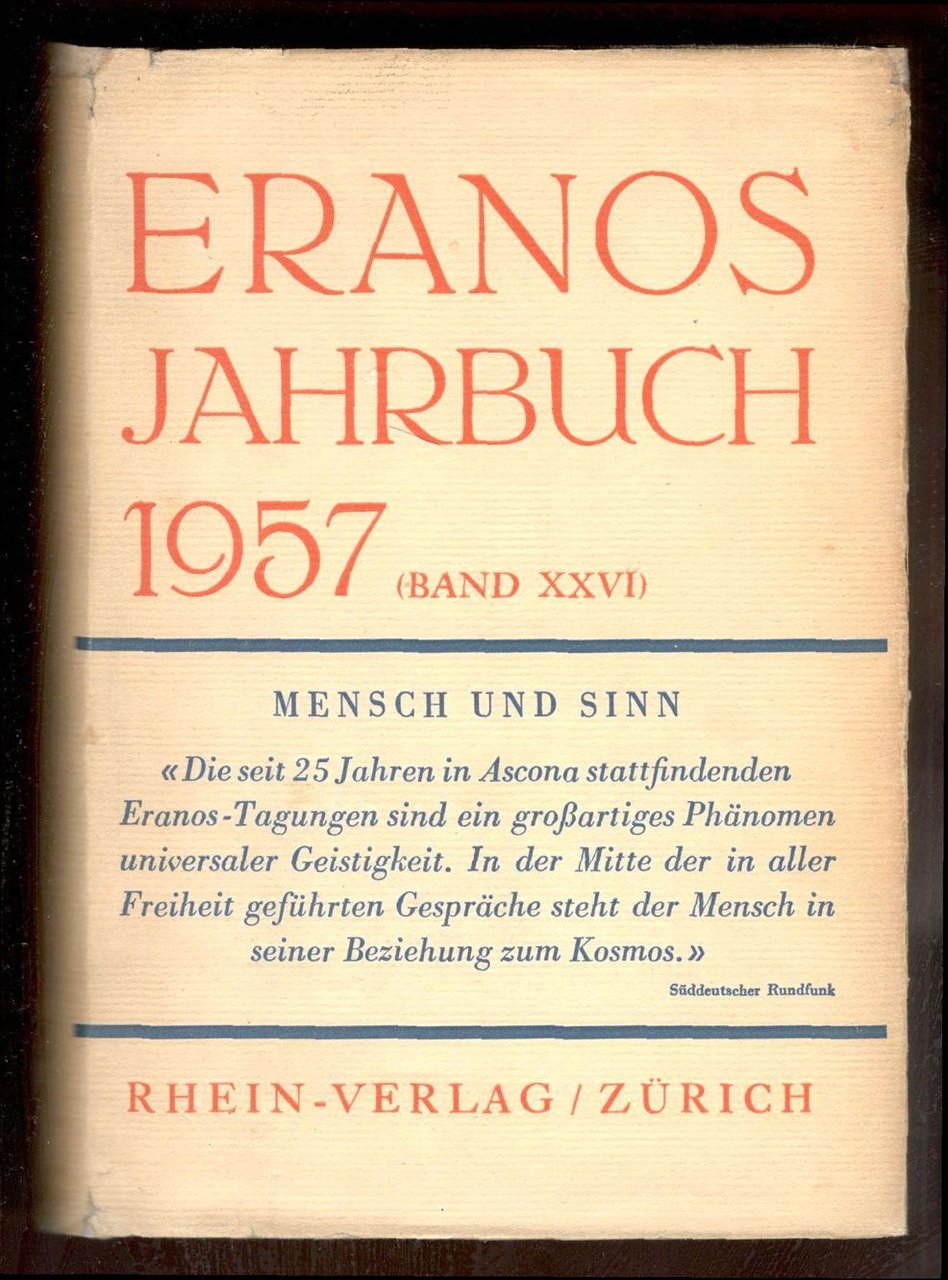 ERANOS
JAHRBUCH
1957 (BAND XXVI)
MENSCH UND SINN
«Die seit 25 Jahren in Ascona stattfindenden
Eranos-Tagungen sind ein großartiges Phänomen
universaler Geistigkeit. In der Mitte der in aller
Freiheit geführten Gespräche steht der Mensch in
seiner Beziehung zum Kosmos.»
Süddeutscher Rundfunk
RHEIN-VERLAG / ZÜRICH